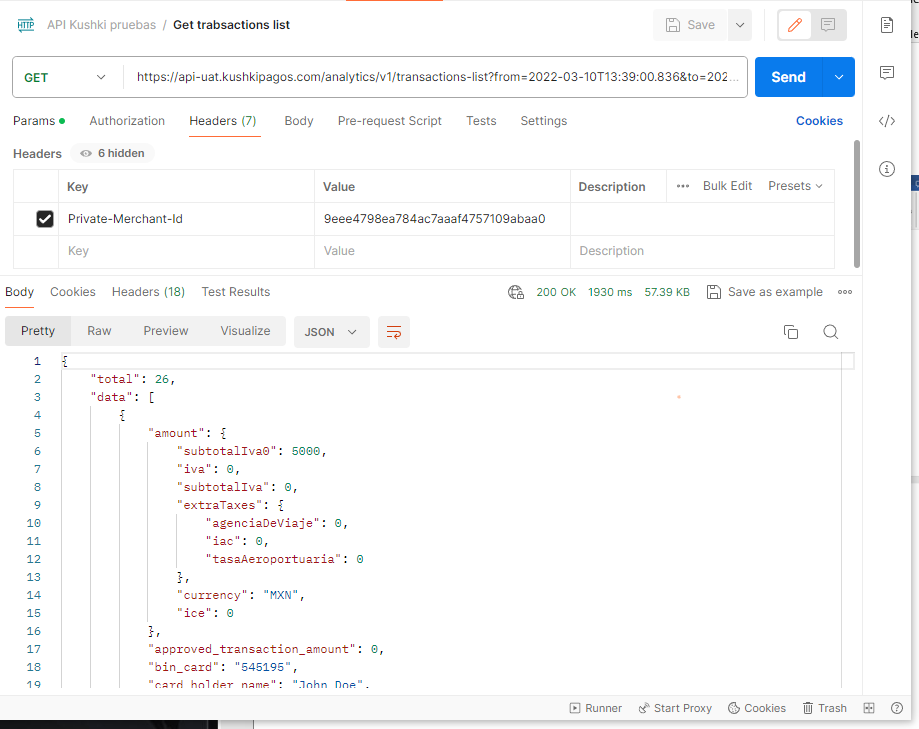 HTTP API Kushki pruebas / Get trabsactions list Save
GET https://api-uat.kushkipagos.com/analytics/v1/transactions-list?from=2022-03-10T13:39:00.836&to=202... Send
Params Authorization Headers (7) Body Pre-request Script Tests Settings Cookies
Headers 6 hidden
Key Value Description ••• Bulk Edit Presets
Private-Merchant-Id 9eee4798ea784ac7aaaf4757109abaa0
Key Value Description
Body Cookies Headers (18) Test Results 200 OK 1930 ms 57.39 KB Save as example
Pretty Raw Preview Visualize JSON
1 {
2 "total": 26,
3 "data": [
4 {
5 "amount": {
6 "subtotalIva0": 5000,
7 "iva": 0,
8 "subtotalIva": 0,
9 "extraTaxes": {
10 "agenciaDeViaje": 0,
11 "iac": 0,
12 "tasaAeroportuaria": 0
13 },
14 "currency": "MXN",
15 "ice": 0
16 },
17 "approved_transaction_amount": 0,
18 "bin_card": "545195",
19 "card_holder_name": "John Doe",
Runner Start Proxy Cookies Trash